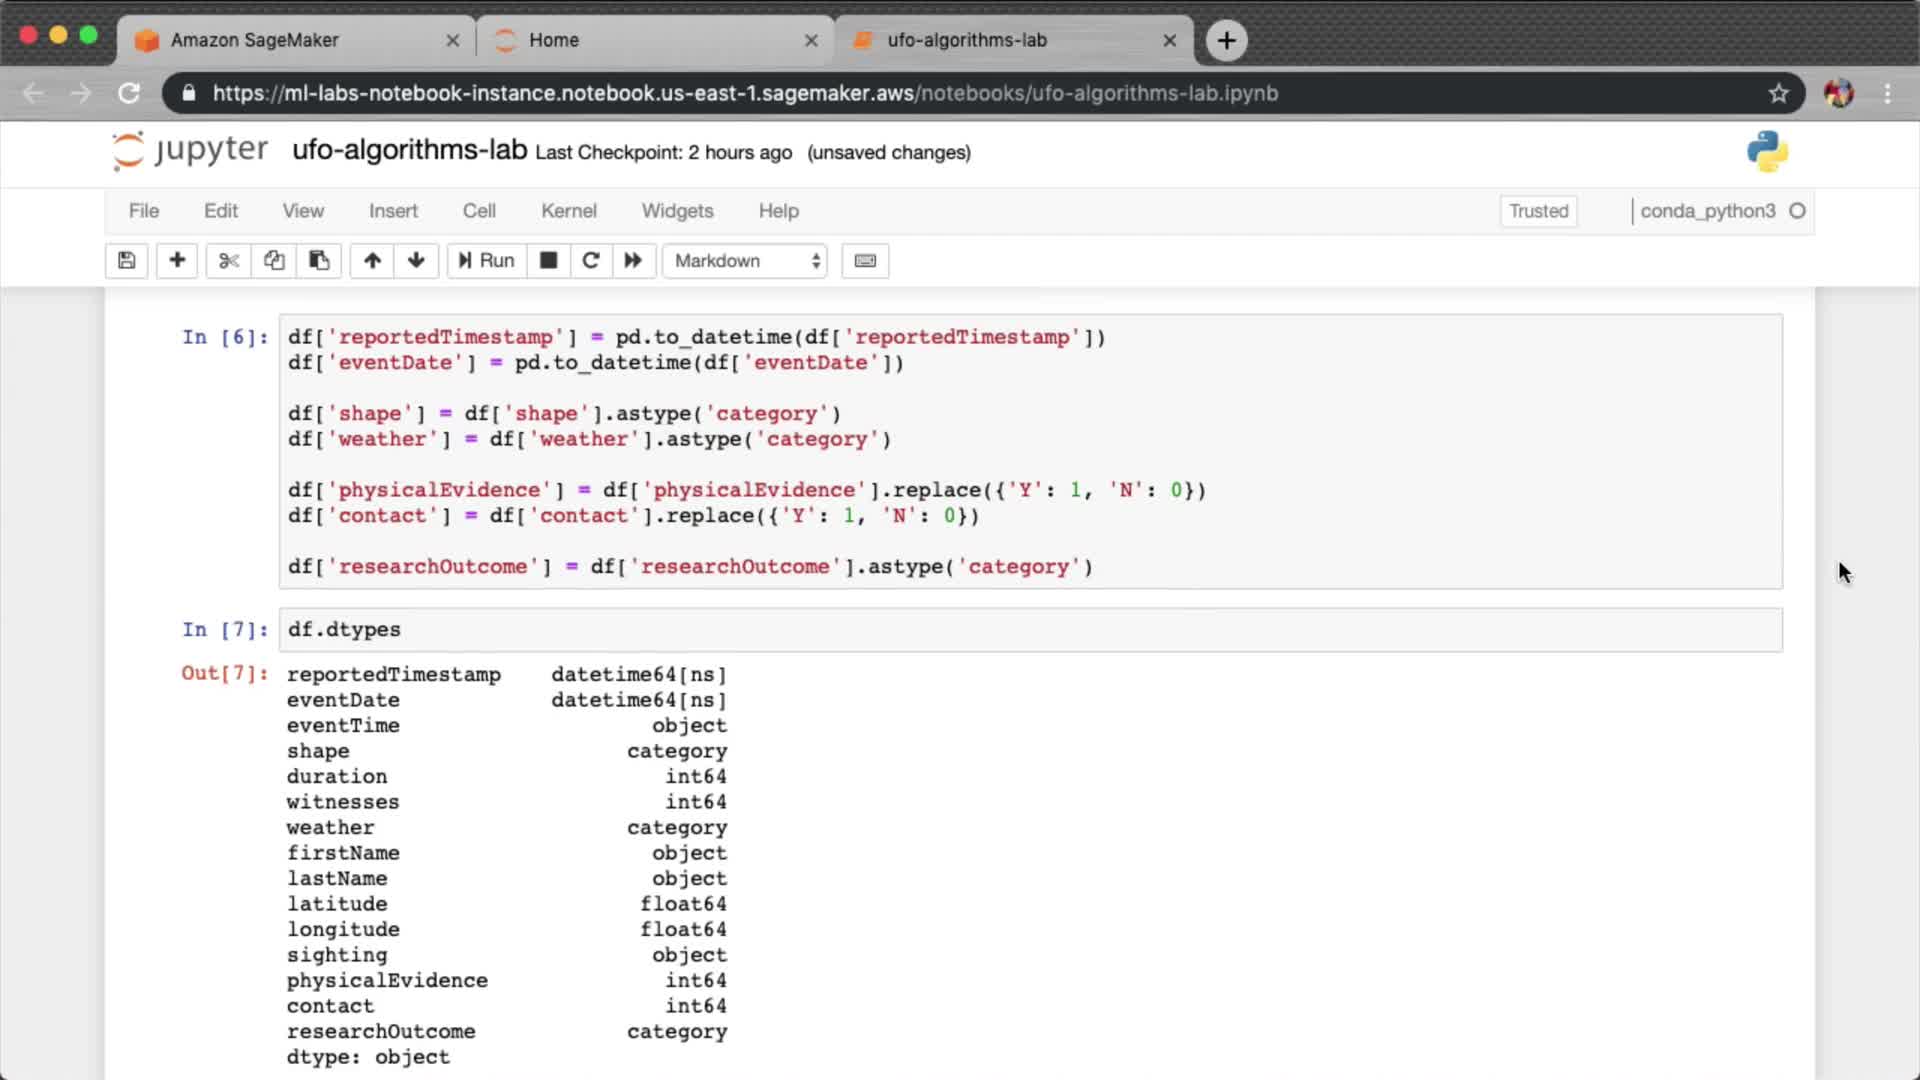 Amazon SageMaker
Home
ufo-algorithms-lab
https://ml-labs-notebook-instance.notebook.us-east-1.sagemaker.aws/notebooks/ufo-algorithms-lab.ipynb
jupyter ufo-algorithms-lab Last Checkpoint: 2 hours ago (unsaved changes)
File Edit View Insert Cell Kernel Widgets Help Trusted conda_python3
Run Markdown
In [6]: df['reportedTimestamp'] = pd.to_datetime(df['reportedTimestamp'])
df['eventDate'] = pd.to_datetime(df['eventDate'])
df['shape'] = df['shape'].astype('category')
df['weather'] = df['weather'].astype('category')
df['physicalEvidence'] = df['physicalEvidence'].replace({'Y': 1, 'N': 0})
df['contact'] = df['contact'].replace({'Y': 1, 'N': 0})
df['researchOutcome'] = df['researchOutcome'].astype('category')
In [7]: df.dtypes
Out[7]: reportedTimestamp datetime64[ns]
eventDate datetime64[ns]
eventTime object
shape category
duration int64
witnesses int64
weather category
firstName object
lastName object
latitude float64
longitude float64
sighting object
physicalEvidence int64
contact int64
researchOutcome category
dtype: object